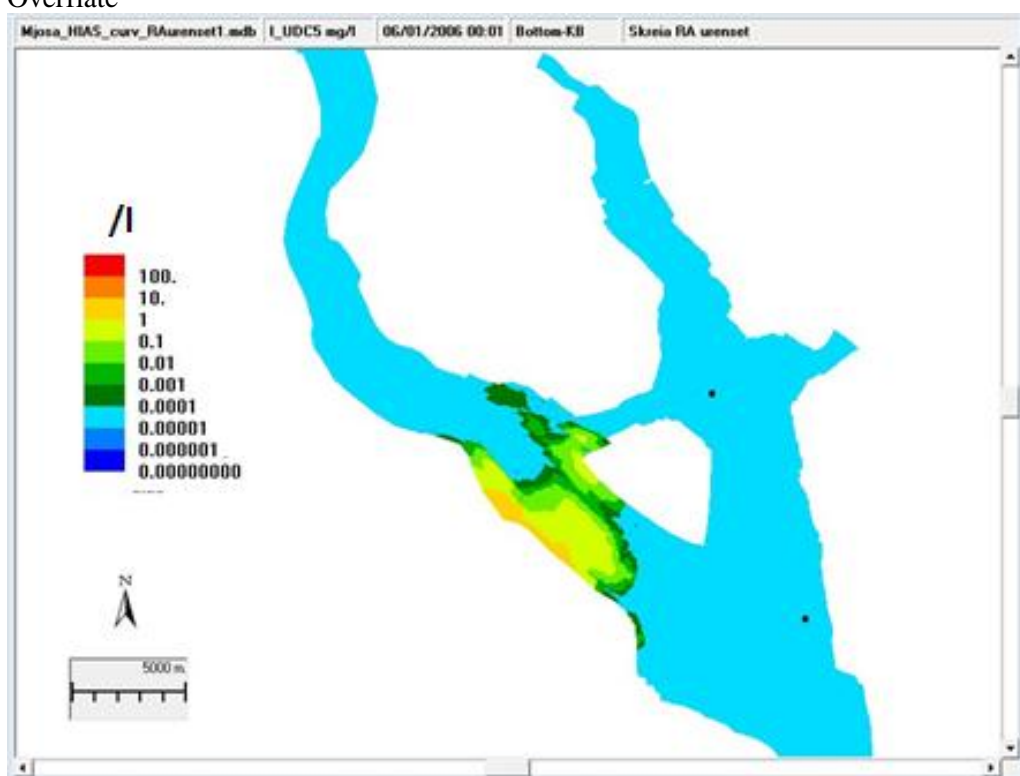 Overflate
Mjosa_HIAS_curv_RAurenset1.mdb I_UDC5 mg/l 06/01/2006 00:01 Bottom-KB Skreia RA urenset
/l
100.
10.
1
0.1
0.01
0.001
0.0001
0.00001
0.000001
0.00000000
N
5000 m